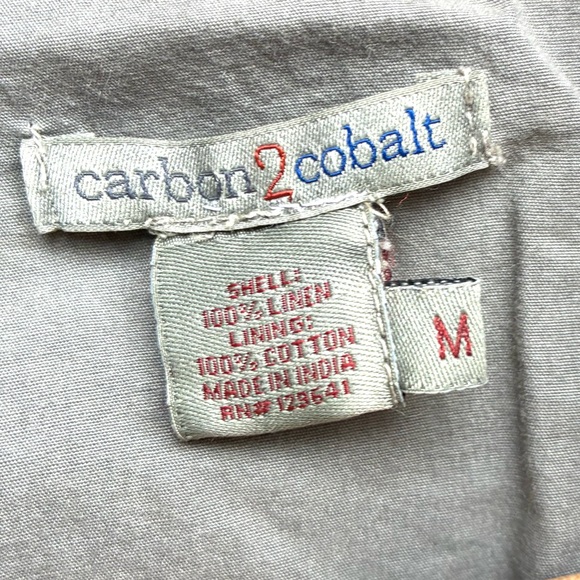 carbon2cobalt
SHELL:
100% LINEN
LINING:
100% COTTON
MADE IN INDIA
RN# 123641
M